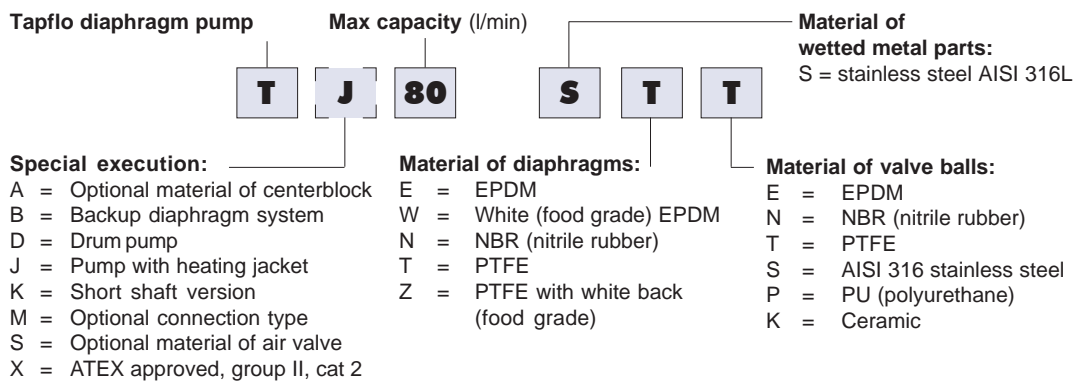 Tapflo diaphragm pump
Max capacity (l/min)
Material of
wetted metal parts:
S = stainless steel AISI 316L
T J 80 S T T
Special execution:
A = Optional material of centerblock
B = Backup diaphragm system
D = Drum pump
J = Pump with heating jacket
K = Short shaft version
M = Optional connection type
S = Optional material of air valve
X = ATEX approved, group II, cat 2
Material of diaphragms:
E = EPDM
W = White (food grade) EPDM
N = NBR (nitrile rubber)
T = PTFE
Z = PTFE with white back
(food grade)
Material of valve balls:
E = EPDM
N = NBR (nitrile rubber)
T = PTFE
S = AISI 316 stainless steel
P = PU (polyurethane)
K = Ceramic